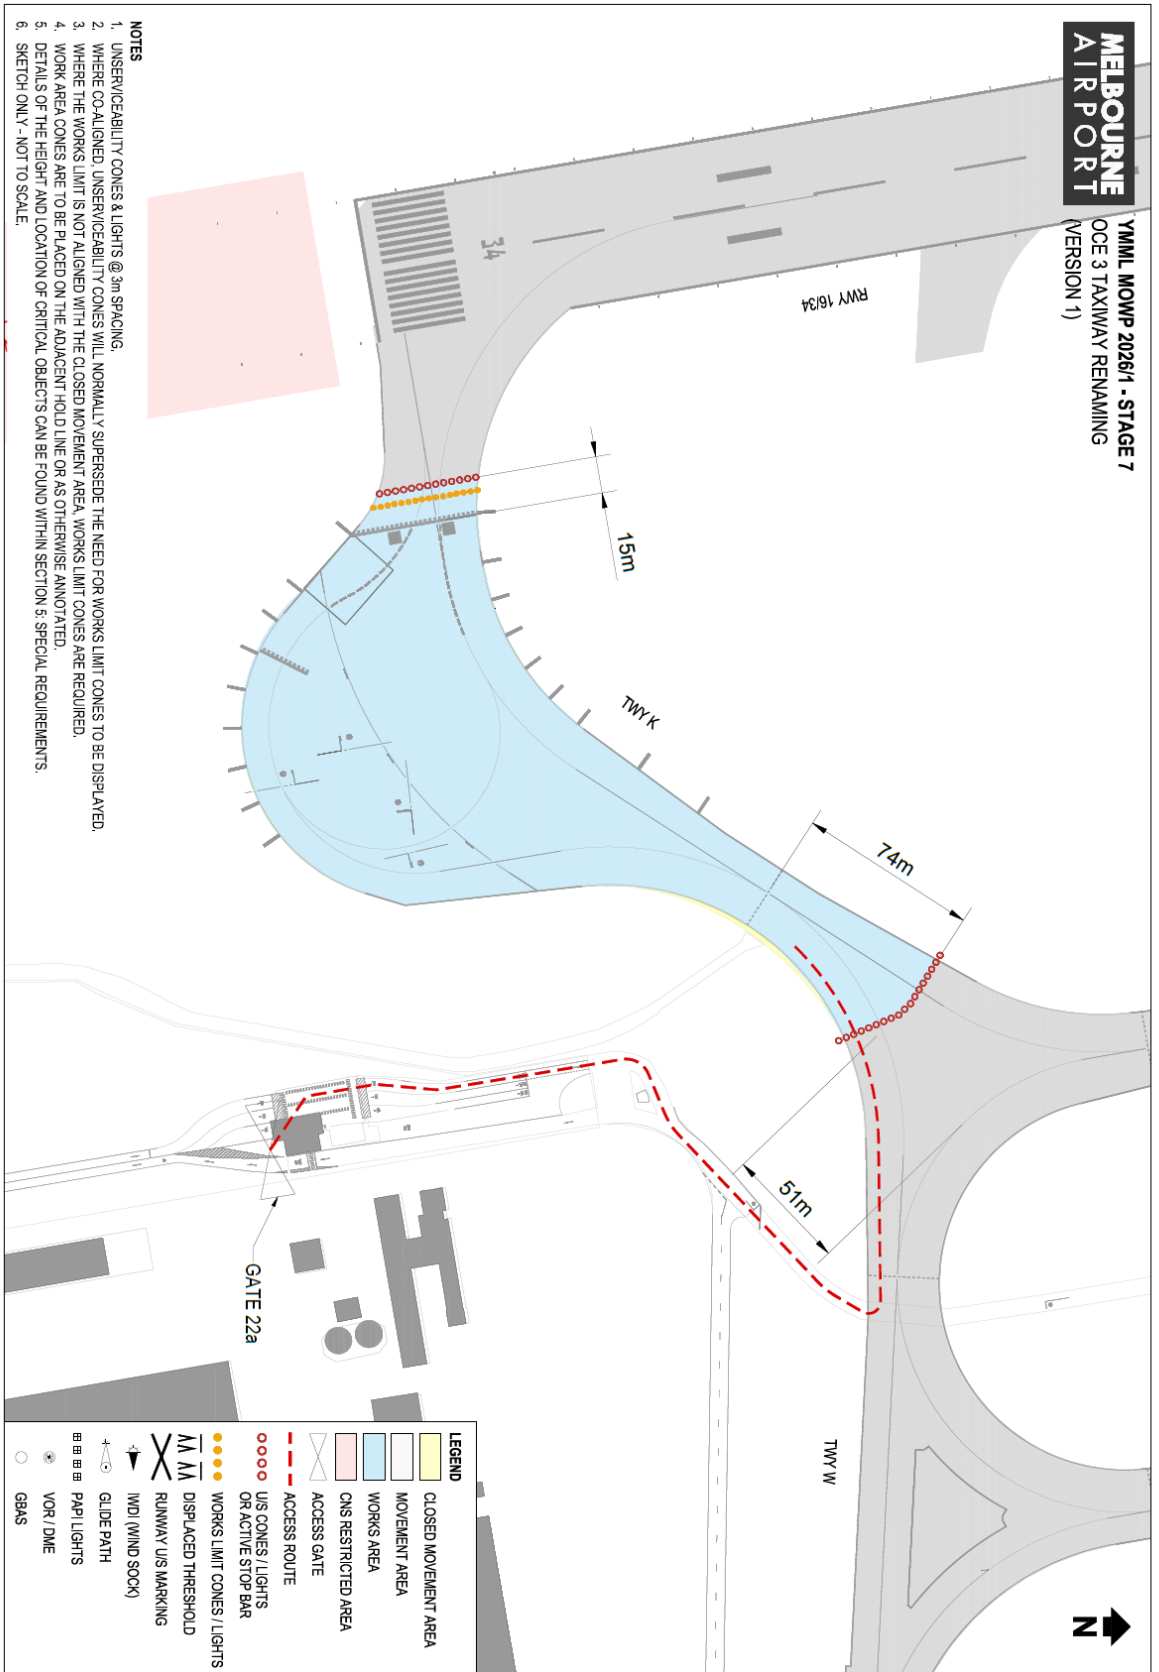 MELBOURNE
AIRPORT
YMML MOWP 2026/1 - STAGE 7
OCE 3 TAXIWAY RENAMING
(VERSION 1)
RWY 16/34
34
15m
TWY K
74m
51m
GATE 22a
TWY W
N
NOTES
1. UNSERVICEABILITY CONES & LIGHTS @ 3m SPACING.
2. WHERE CO-ALIGNED, UNSERVICEABILITY CONES WILL NORMALLY SUPERSEDE THE NEED FOR WORKS LIMIT CONES TO BE DISPLAYED.
3. WHERE THE WORKS LIMIT IS NOT ALIGNED WITH THE CLOSED MOVEMENT AREA, WORKS LIMIT CONES ARE REQUIRED.
4. WORK AREA CONES ARE TO BE PLACED ON THE ADJACENT HOLD LINE OR AS OTHERWISE ANNOTATED.
5. DETAILS OF THE HEIGHT AND LOCATION OF CRITICAL OBJECTS CAN BE FOUND WITHIN SECTION 5: SPECIAL REQUIREMENTS.
6. SKETCH ONLY - NOT TO SCALE.
LEGEND
CLOSED MOVEMENT AREA
MOVEMENT AREA
WORKS AREA
CNS RESTRICTED AREA
ACCESS GATE
ACCESS ROUTE
U/S CONES / LIGHTS
OR ACTIVE STOP BAR
WORKS LIMIT CONES / LIGHTS
DISPLACED THRESHOLD
RUNWAY U/S MARKING
IWDI (WIND SOCK)
GLIDE PATH
PAPI LIGHTS
VOR / DME
GBAS